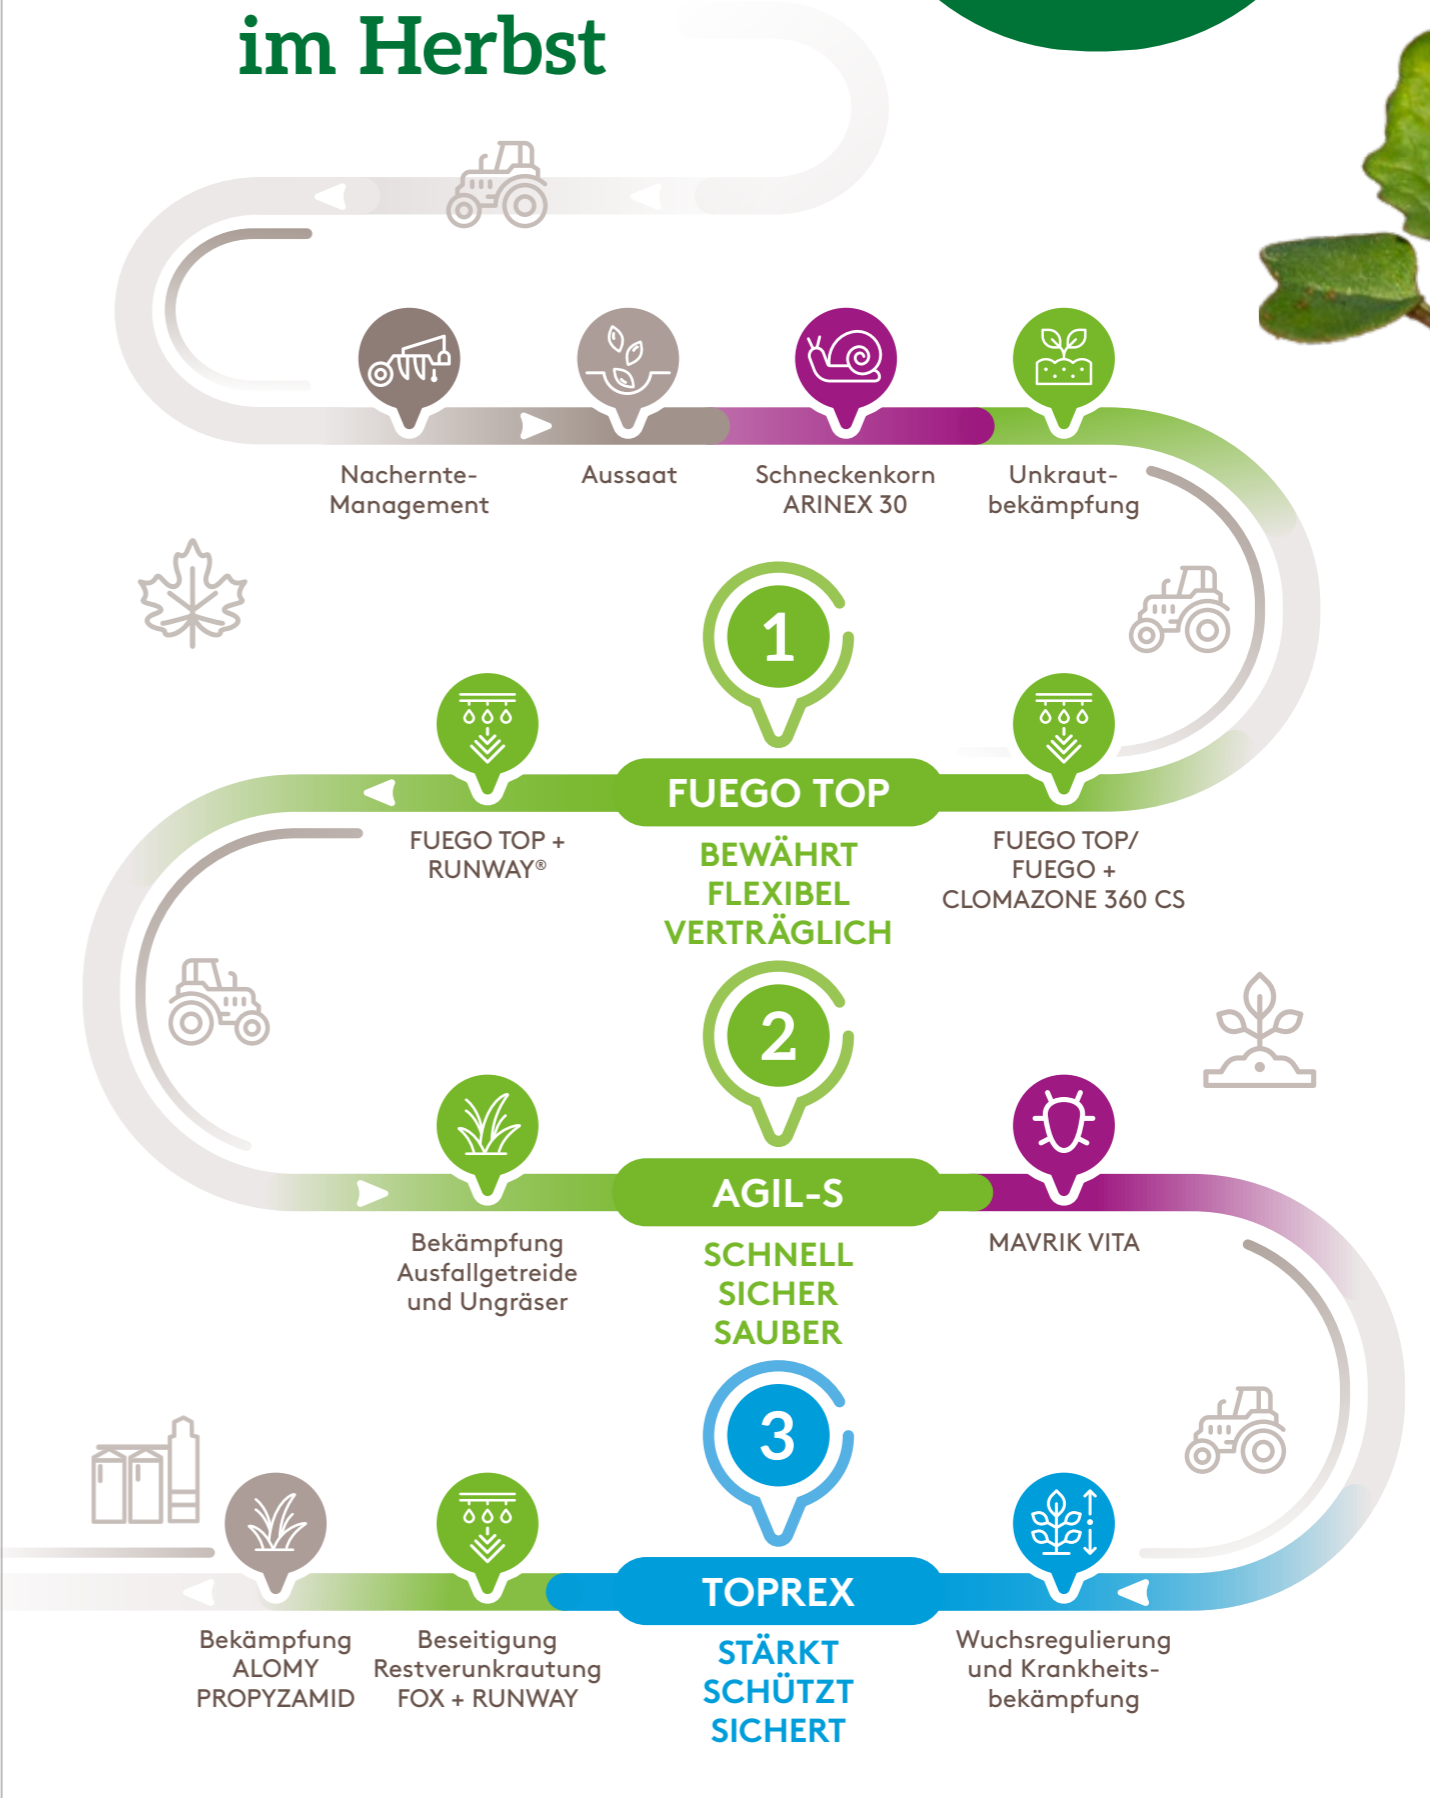 im Herbst
Nachernte-
Management
Aussaat
Schneckenkorn
ARINEX 30
Unkraut-
bekämpfung
1
FUEGO TOP
BEWÄHRT
FLEXIBEL
VERTRÄGLICH
FUEGO TOP +
RUNWAY®
FUEGO TOP/
FUEGO +
CLOMAZONE 360 CS
2
AGIL-S
SCHNELL
SICHER
SAUBER
Bekämpfung
Ausfallgetreide
und Ungräser
MAVRIK VITA
3
TOPREX
STÄRKT
SCHÜTZT
SICHERT
Bekämpfung
ALOMY
PROPYZAMID
Beseitigung
Restverunkrautung
FOX + RUNWAY
Wuchsregulierung
und Krankheits-
bekämpfung